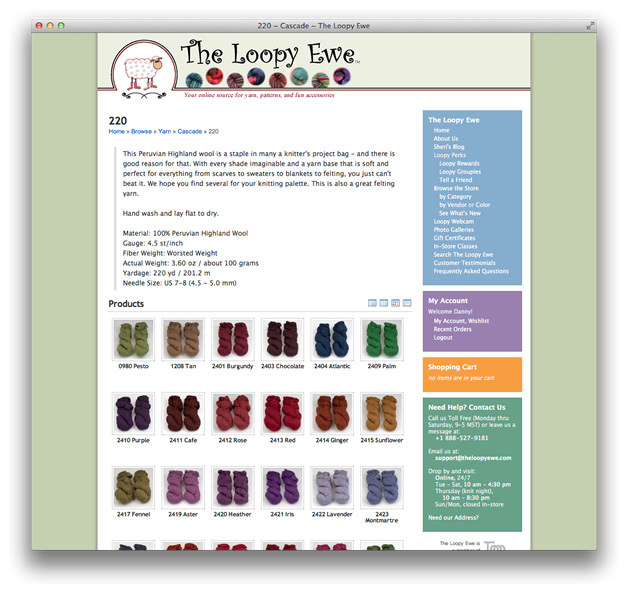 220 – Cascade – The Loopy Ewe
The Loopy Ewe™
Your online source for yarn, patterns, and fun accessories
220
Home » Browse » Yarn » Cascade » 220
This Peruvian Highland wool is a staple in many a knitter's project bag – and there is
good reason for that. With every shade imaginable and a yarn base that is soft and
perfect for everything from scarves to sweaters to blankets to felting, you just can't
beat it. We hope you find several for your knitting palette. This is also a great felting
yarn.
Hand wash and lay flat to dry.
Material: 100% Peruvian Highland Wool
Gauge: 4.5 st/inch
Fiber Weight: Worsted Weight
Actual Weight: 3.60 oz / about 100 grams
Yardage: 220 yd / 201.2 m
Needle Size: US 7–8 (4.5 – 5.0 mm)
Products
0980 Pesto
1208 Tan
2401 Burgundy
2403 Chocolate
2404 Atlantic
2409 Palm
2410 Purple
2411 Cafe
2412 Rose
2413 Red
2414 Ginger
2415 Sunflower
2417 Fennel
2419 Aster
2420 Heather
2421 Iris
2422 Lavender
2423
Montmartre
The Loopy Ewe
Home
About Us
Sheri's Blog
Loopy Perks
Loopy Rewards
Loopy Groupies
Tell a Friend
Browse the Store
by Category
by Vendor or Color
See What's New
Loopy Webcam
Photo Galleries
Gift Certificates
In-Store Classes
Search The Loopy Ewe
Customer Testimonials
Frequently Asked Questions
My Account
Welcome Danny!
My Account, Wishlist
Recent Orders
Logout
Shopping Cart
no items are in your cart
Need Help? Contact Us
Call us Toll Free (Monday thru
Saturday, 9–5 MST) or leave us a
message at:
+1 888–527–9181
Email us at:
support@theloopyewe.com
Drop by and visit:
Online, 24/7
Tue – Sat, 10 am – 4:30 pm
Thursday (knit night),
10 am – 8:30 pm
Sun/Mon, closed in-store
Need our Address?
The Loopy Ewe is